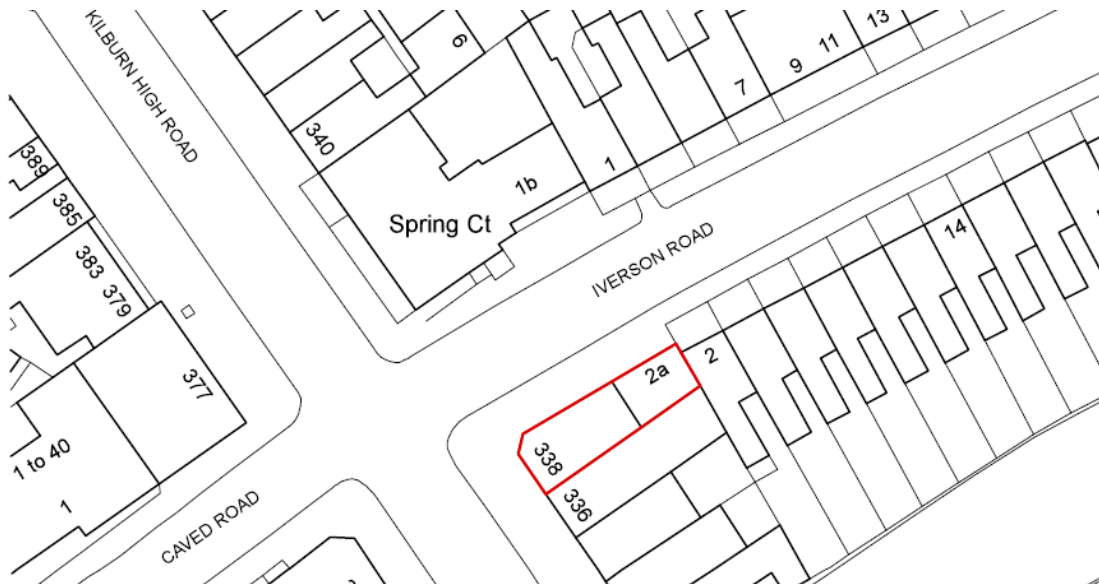 KILBURN HIGH ROAD
6
13
11
9
7
340
1
389
1b
385
Spring Ct
383
379
IVERSON ROAD
14
377
2
2a
338
336
1 to 40
1
CAVED ROAD